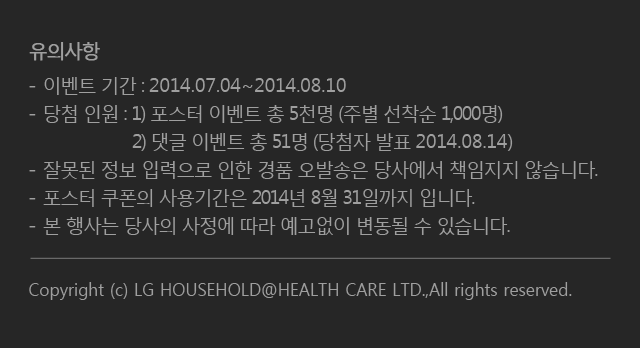 유의사항
- 이벤트 기간 : 2014.07.04~2014.08.10
- 당첨 인원 : 1) 포스터 이벤트 총 5천명 (주별 선착순 1,000명)
2) 댓글 이벤트 총 51명 (당첨자 발표 2014.08.14)
- 잘못된 정보 입력으로 인한 경품 오발송은 당사에서 책임지지 않습니다.
- 포스터 쿠폰의 사용기간은 2014년 8월 31일까지 입니다.
- 본 행사는 당사의 사정에 따라 예고없이 변동될 수 있습니다.
Copyright (c) LG HOUSEHOLD@HEALTH CARE LTD.,All rights reserved.